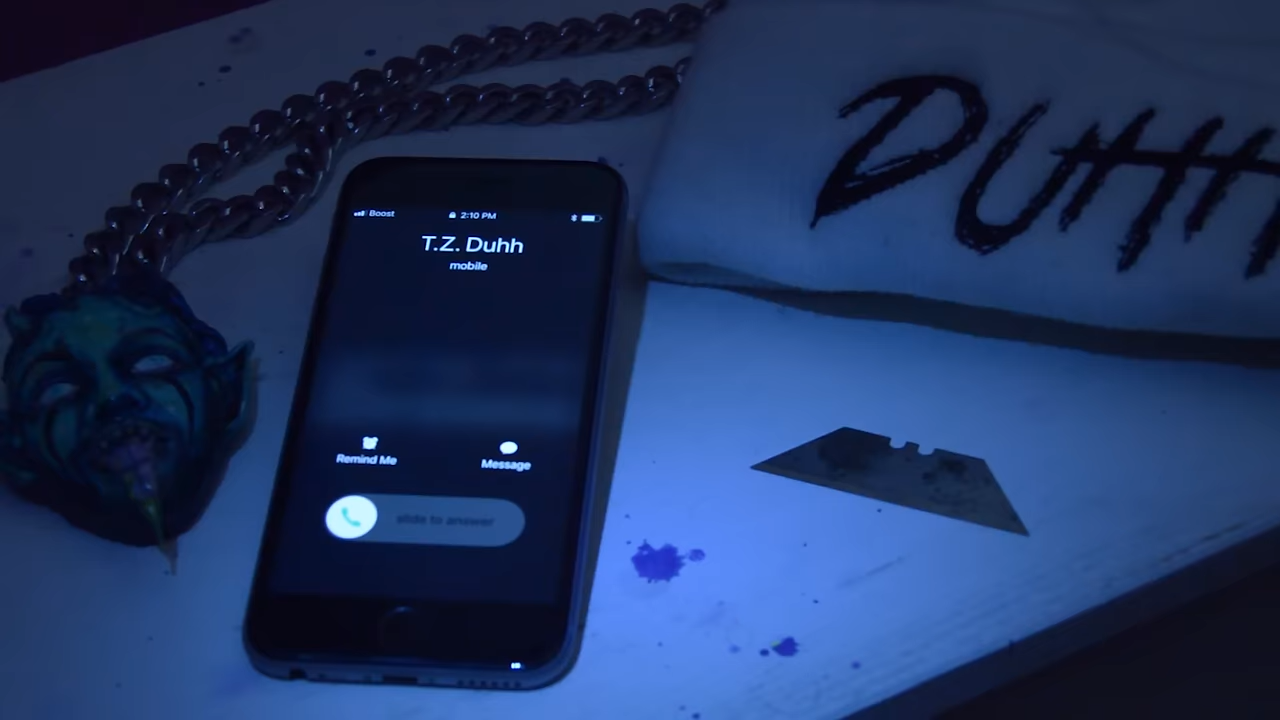 Boost 2:10 PM
T.Z. Duhh
mobile
Remind Me Message
slide to answer
DUHH